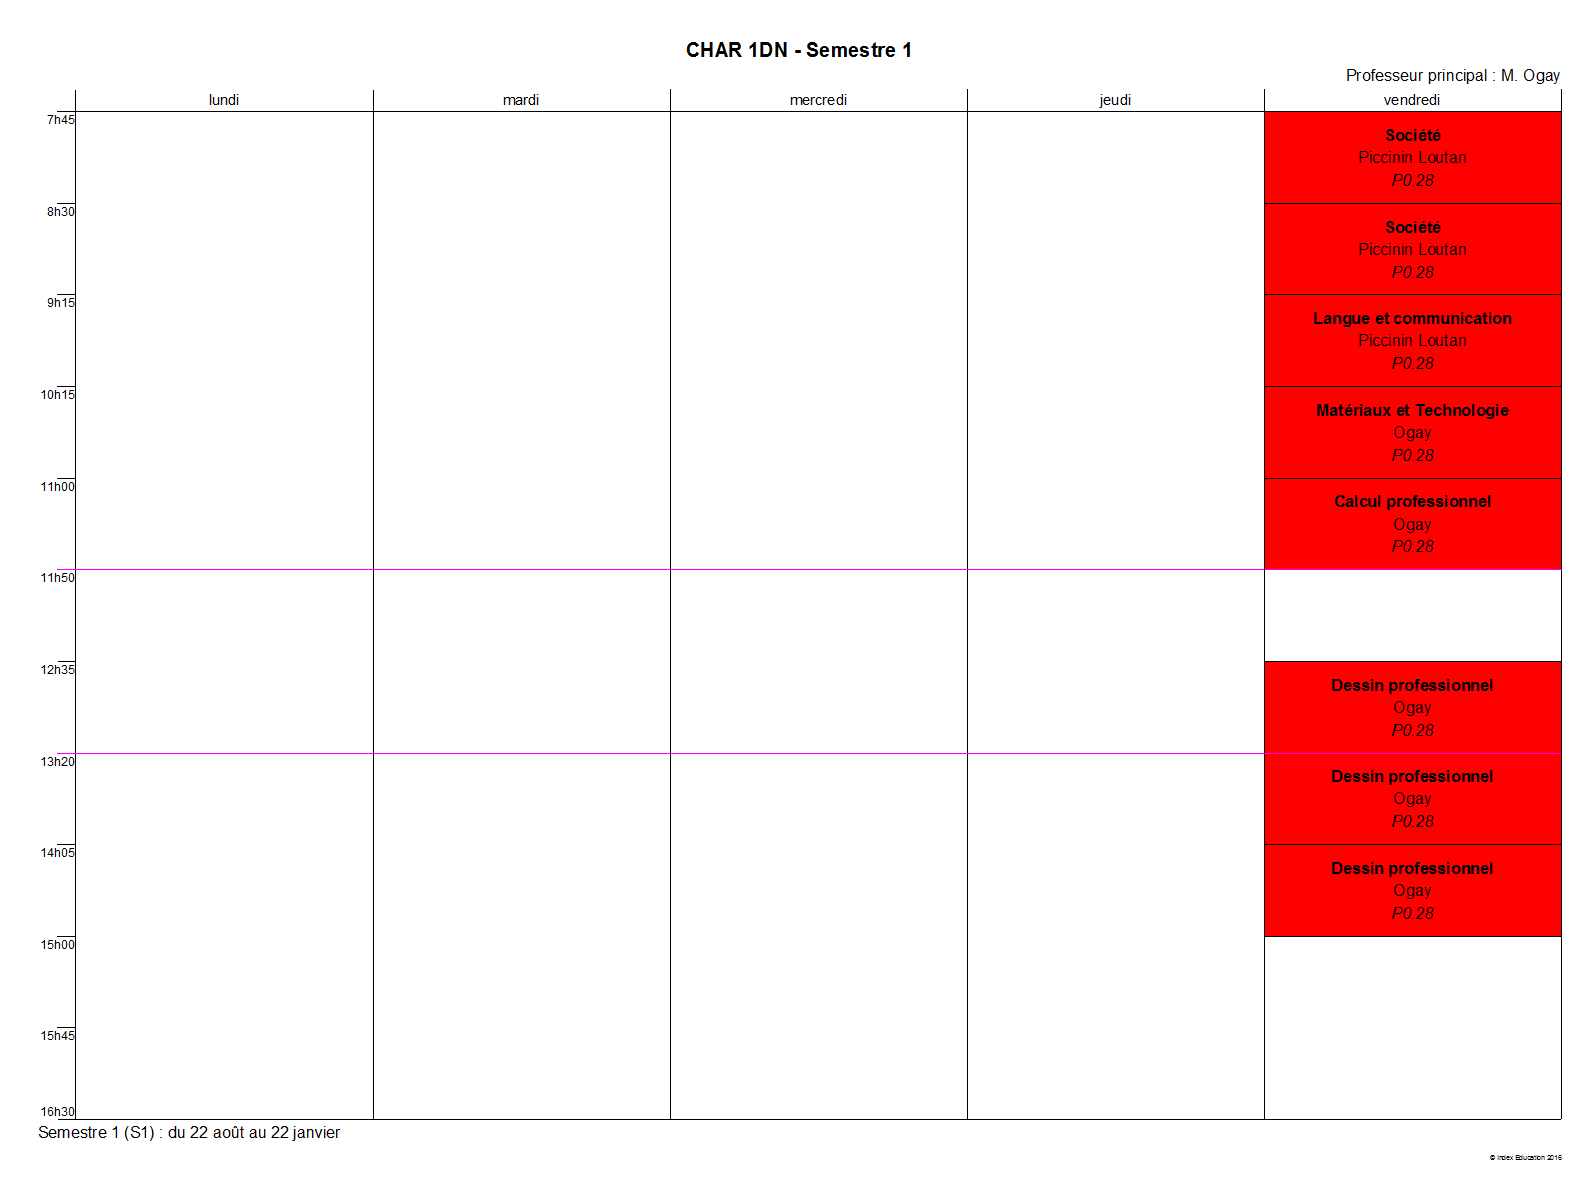 CHAR 1DN - Semestre 1
Professeur principal : M. Ogay
lundi
mardi
mercredi
jeudi
vendredi
7h45
Société
Piccinin Loutan
P0.28
8h30
Société
Piccinin Loutan
P0.28
9h15
Langue et communication
Piccinin Loutan
P0.28
10h15
Matériaux et Technologie
Ogay
P0.28
11h00
Calcul professionnel
Ogay
P0.28
11h50
12h35
Dessin professionnel
Ogay
P0.28
13h20
Dessin professionnel
Ogay
P0.28
14h05
Dessin professionnel
Ogay
P0.28
15h00
15h45
16h30
Semestre 1 (S1) : du 22 août au 22 janvier
© Index Education 2016